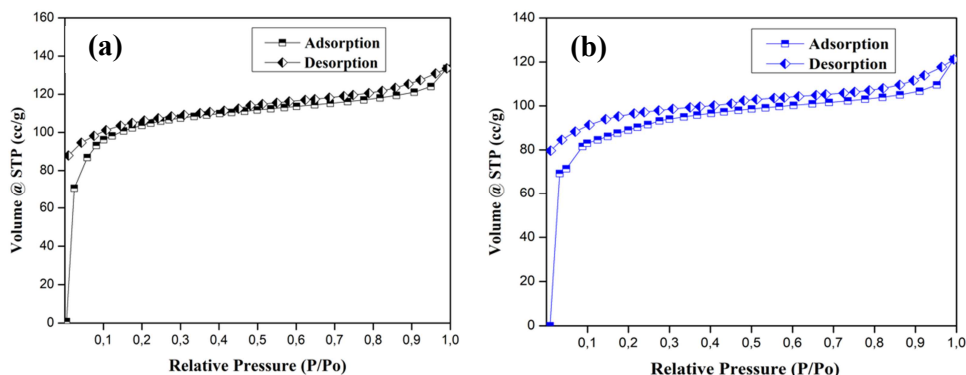 (a)
Adsorption
Desorption
Volume @ STP (cc/g)
160
140
120
100
80
60
40
20
0
0,1 0,2 0,3 0,4 0,5 0,6 0,7 0,8 0,9 1,0
Relative Pressure (P/Po)
(b)
Adsorption
Desorption
Volume @ STP (cc/g)
140
120
100
80
60
40
20
0
0,1 0,2 0,3 0,4 0,5 0,6 0,7 0,8 0,9 1,0
Relative Pressure (P/Po)